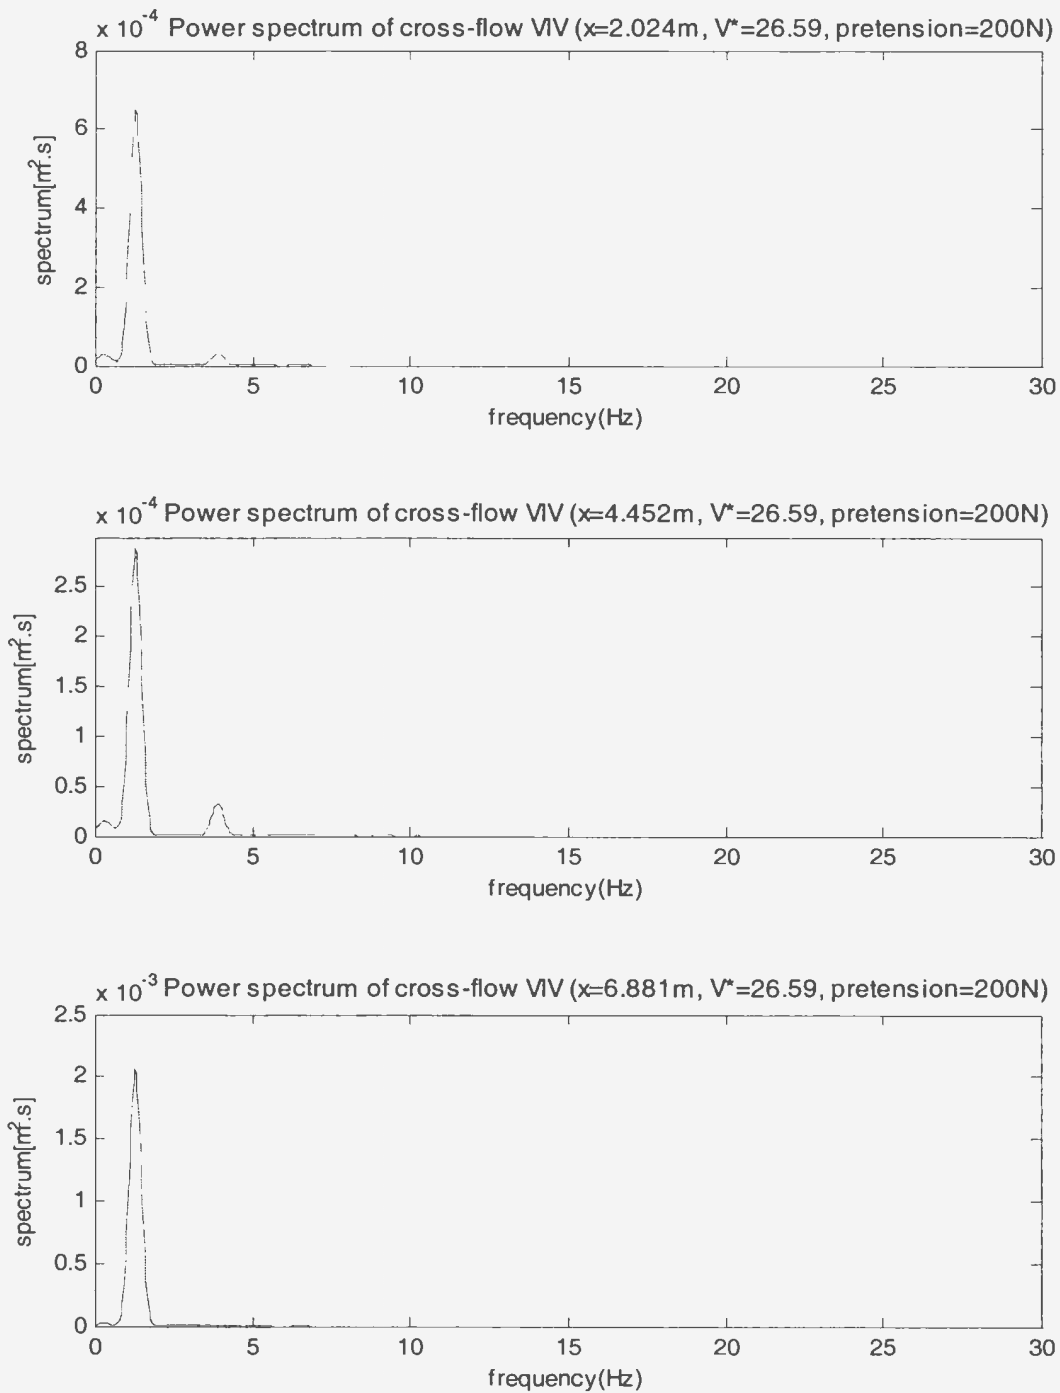 x 10-4 Power spectrum of cross-flow VIV (x=2.024m, V*=26.59, pretension=200N)
8
6
4
2
0
spectrum[m2.s]
0 5 10 15 20 25 30
frequency(Hz)
x 10-4 Power spectrum of cross-flow VIV (x=4.452m, V*=26.59, pretension=200N)
2.5
2
1.5
1
0.5
0
spectrum[m2.s]
0 5 10 15 20 25 30
frequency(Hz)
x 10-3 Power spectrum of cross-flow VIV (x=6.881m, V*=26.59, pretension=200N)
2.5
2
1.5
1
0.5
0
spectrum[m2.s]
0 5 10 15 20 25 30
frequency(Hz)